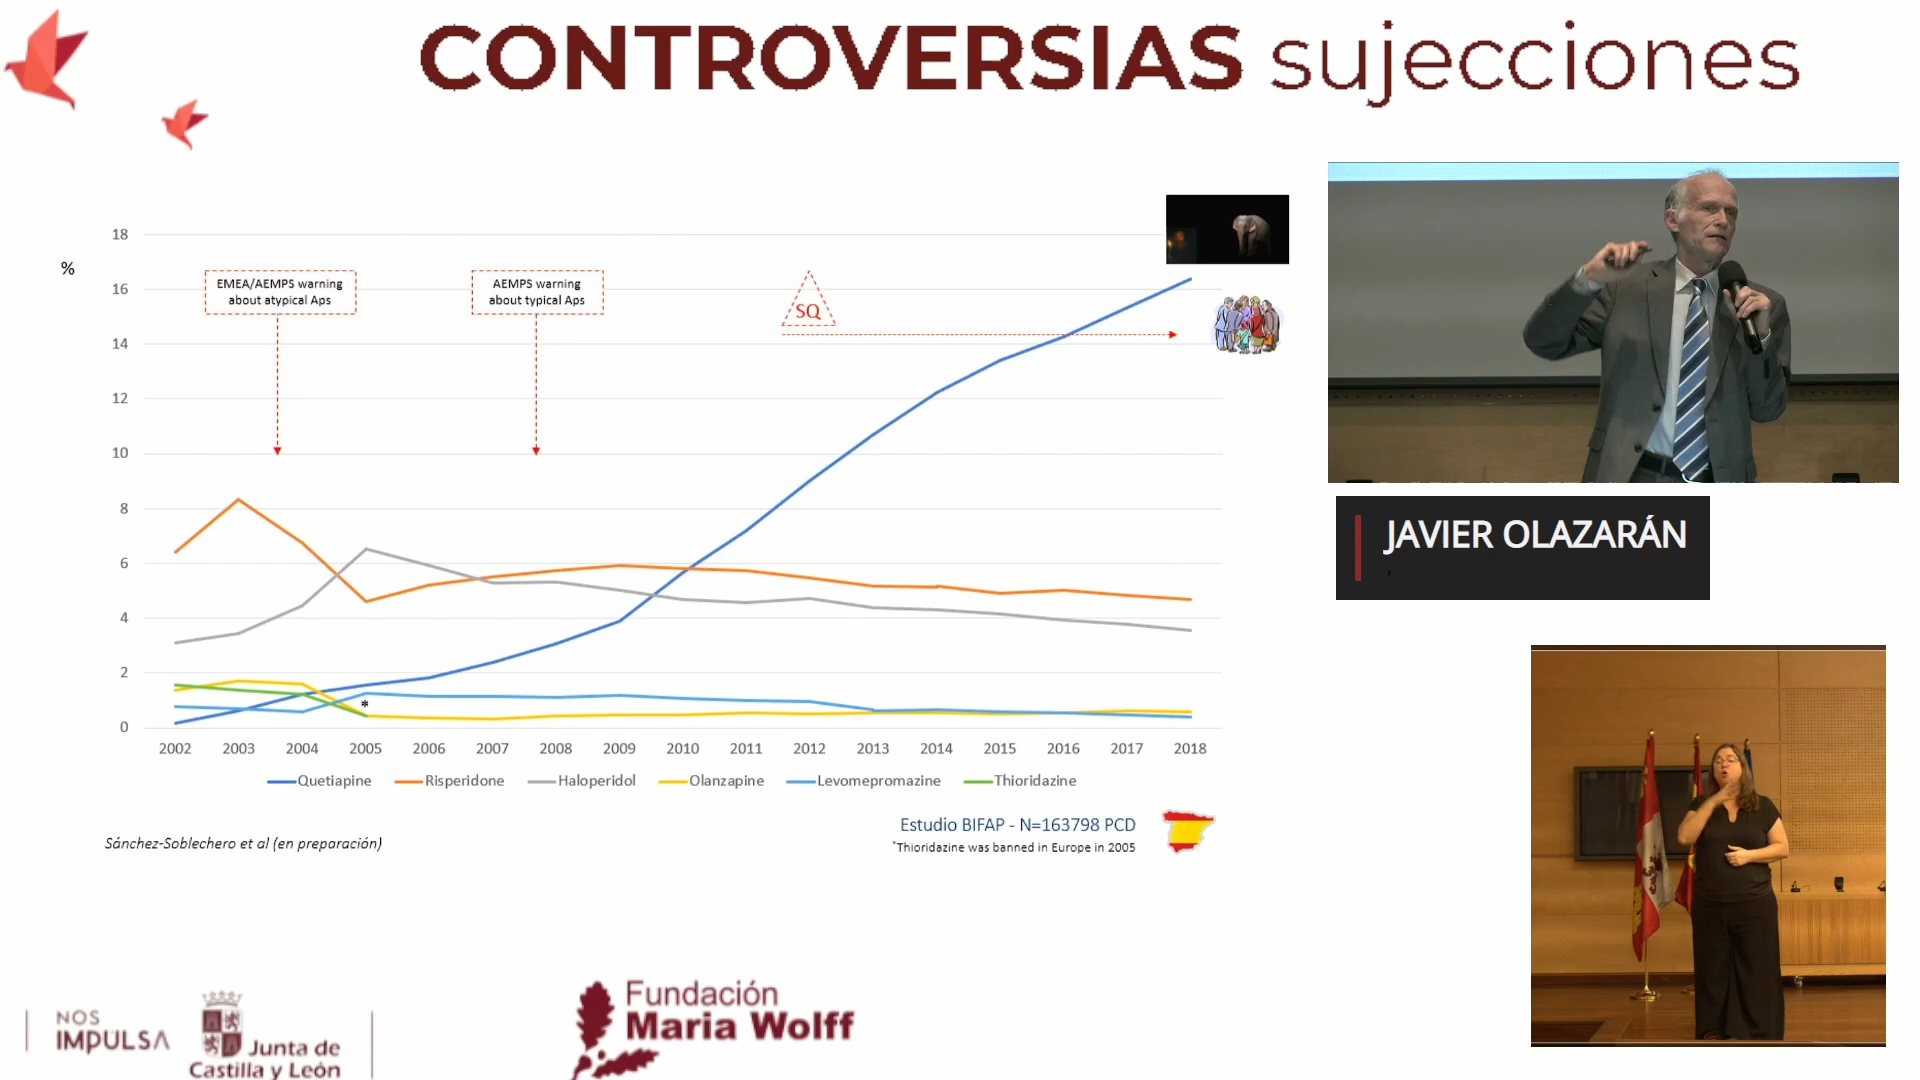 CONTROVERSIAS sujecciones
18
%
EMEA/AEMPS warning
about atypical Aps
AEMPS warning
about typical Aps
SQ
16
14
12
10
8
6
4
2
0
*
2002 2003 2004 2005 2006 2007 2008 2009 2010 2011 2012 2013 2014 2015 2016 2017 2018
Quetiapine Risperidone Haloperidol Olanzapine Levomepromazine Thioridazine
Estudio BIFAP - N=163798 PCD
*Thioridazine was banned in Europe in 2005
Sánchez-Soblechero et al (en preparación)
JAVIER OLAZARÁN
,
NOS
IMPULSA
Junta de
Castilla y León
Fundación
Maria Wolff